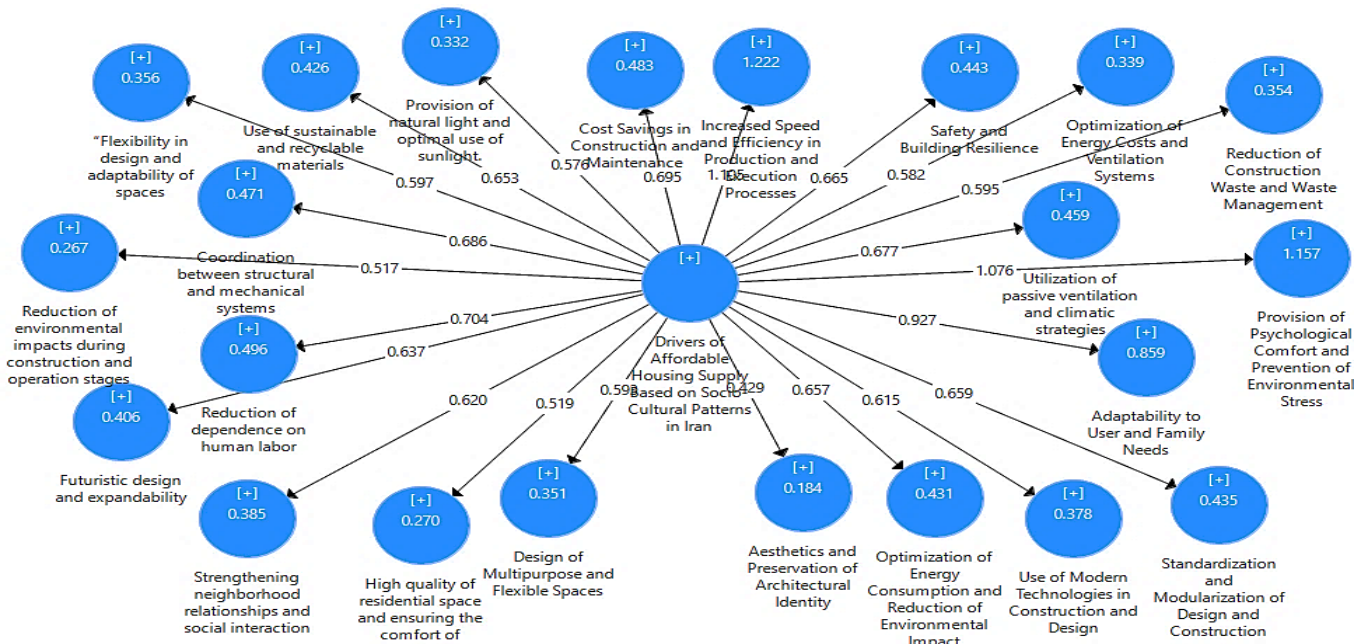 [+]
0.356
"Flexibility in
design and
adaptability of
spaces
[+]
0.426
Use of sustainable
and recyclable
materials
[+]
0.332
Provision of
natural light and
optimal use of
sunlight.
[+]
0.483
Cost Savings in
Construction and
Maintenance
[+]
1.222
Increased Speed
and Efficiency in
Production and
Execution
Processes
[+]
0.443
Safety and
Building Resilience
[+]
0.339
Optimization of
Energy Costs and
Ventilation
Systems
[+]
0.354
Reduction of
Construction
Waste and Waste
Management
0.597
0.653
0.576
0.695
1.105
0.665
0.582
0.595
[+]
0.471
Coordination
between structural
and mechanical
systems
0.686
[+]
0.459
Utilization of
passive ventilation
and climatic
strategies
0.677
[+]
0.267
Reduction of
environmental
impacts during
construction and
operation stages
0.517
[+]
Drivers of
Affordable
Housing Supply
Based on Socio-
Cultural Patterns
in Iran
1.076
[+]
1.157
Provision of
Psychological
Comfort and
Prevention of
Environmental
Stress
[+]
0.496
Reduction of
dependence on
human labor
0.704
0.927
[+]
0.859
Adaptability to
User and Family
Needs
[+]
0.406
Futuristic design
and expandability
0.637
0.620
0.519
0.429
0.657
0.615
0.659
[+]
0.385
Strengthening
neighborhood
relationships and
social interaction
[+]
0.270
High quality of
residential space
and ensuring the
comfort of
[+]
0.351
Design of
Multipurpose and
Flexible Spaces
[+]
0.184
Aesthetics and
Preservation of
Architectural
Identity
[+]
0.431
Optimization of
Energy
Consumption and
Reduction of
Environmental
Impact
[+]
0.378
Use of Modern
Technologies in
Construction and
Design
[+]
0.435
Standardization
and
Modularization of
Design and
Construction